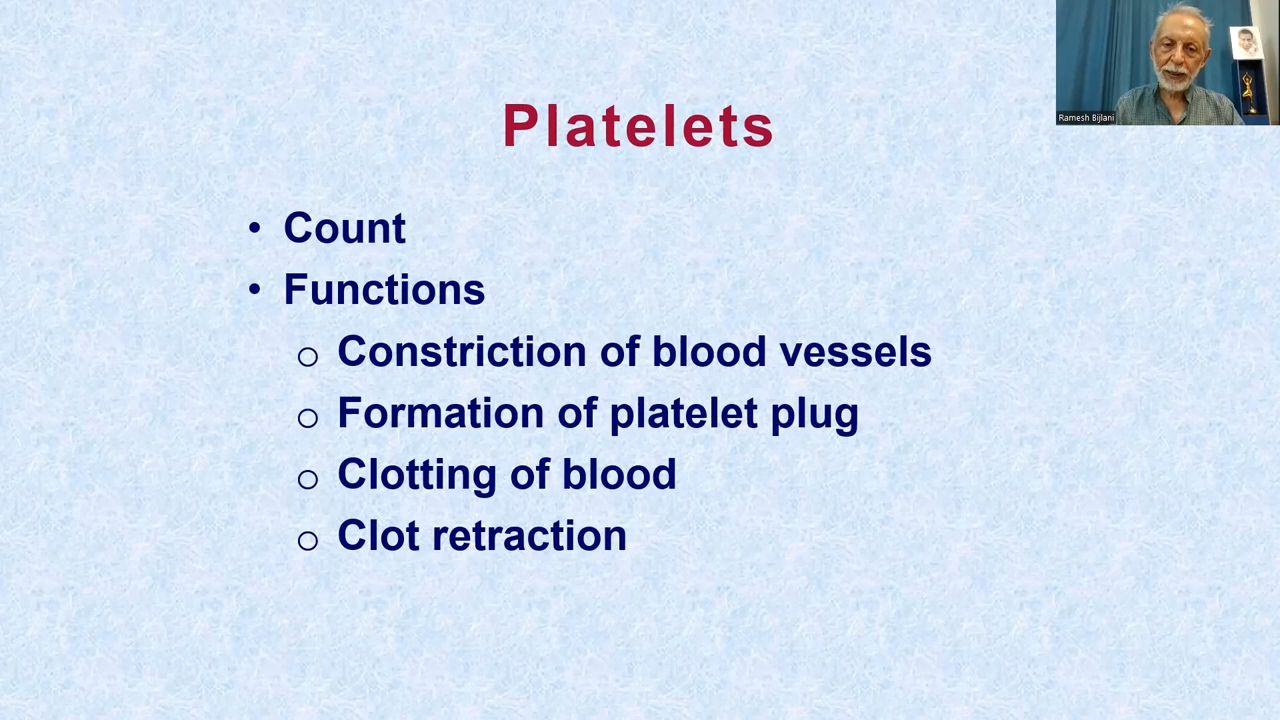 Platelets
• Count
• Functions
o Constriction of blood vessels
o Formation of platelet plug
o Clotting of blood
o Clot retraction
Ramesh Bijlani